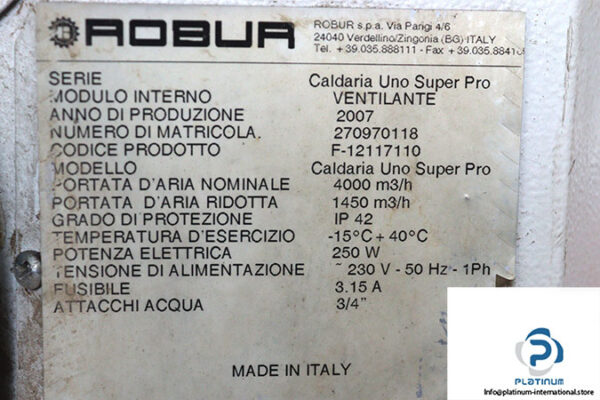 ROBUR
ROBUR s.p.a. Via Parigi 4/6
24040 Verdellino/Zingonia (BG) ITALY
Tel. +39.035.888111 - Fax +39.035.88416
SERIE Caldaria Uno Super Pro
MODULO INTERNO VENTILANTE
ANNO DI PRODUZIONE 2007
NUMERO DI MATRICOLA. 270970118
CODICE PRODOTTO F-12117110
MODELLO Caldaria Uno Super Pro
PORTATA D'ARIA NOMINALE 4000 m3/h
PORTATA D'ARIA RIDOTTA 1450 m3/h
GRADO DI PROTEZIONE IP 42
TEMPERATURA D'ESERCIZIO -15°C + 40°C
POTENZA ELETTRICA 250 W
TENSIONE DI ALIMENTAZIONE ~ 230 V - 50 Hz - 1Ph
FUSIBILE 3.15 A
ATTACCHI ACQUA 3/4"
MADE IN ITALY
PLATINUM
Info@platinum-international.store